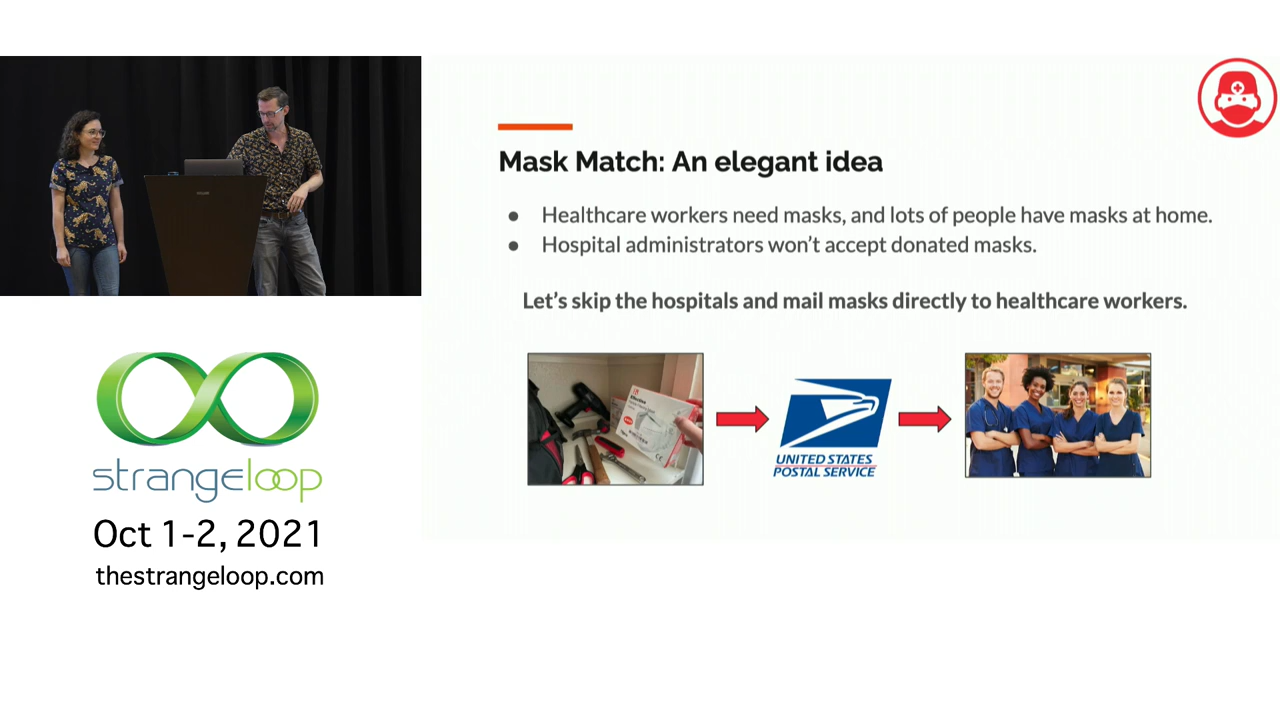 Mask Match: An elegant idea
● Healthcare workers need masks, and lots of people have masks at home.
● Hospital administrators won't accept donated masks.
Let's skip the hospitals and mail masks directly to healthcare workers.
UNITED STATES
POSTAL SERVICE
strangeloop
Oct 1-2, 2021
thestrangeloop.com